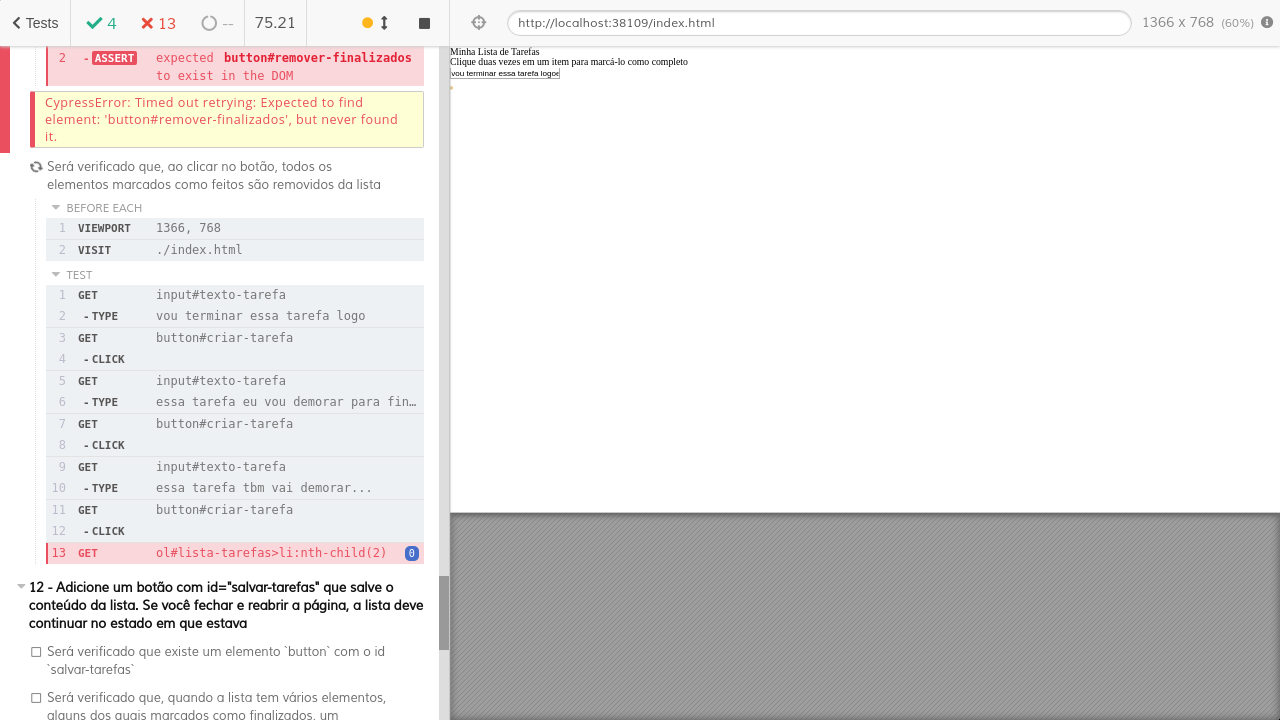 Tests
4
13
--
75.21
http://localhost:38109/index.html
1366 x 768 (60%)
2 - ASSERT expected button#remover-finalizados
to exist in the DOM
CypressError: Timed out retrying: Expected to find
element: 'button#remover-finalizados', but never found
it.
Será verificado que, ao clicar no botão, todos os
elementos marcados como feitos são removidos da lista
BEFORE EACH
1 VIEWPORT 1366, 768
2 VISIT ./index.html
TEST
1 GET input#texto-tarefa
2 - TYPE vou terminar essa tarefa logo
3 GET button#criar-tarefa
4 - CLICK
5 GET input#texto-tarefa
6 - TYPE essa tarefa eu vou demorar para fin…
7 GET button#criar-tarefa
8 - CLICK
9 GET input#texto-tarefa
10 - TYPE essa tarefa tbm vai demorar...
11 GET button#criar-tarefa
12 - CLICK
13 GET ol#lista-tarefas>li:nth-child(2) 0
12 - Adicione um botão com id="salvar-tarefas" que salve o
conteúdo da lista. Se você fechar e reabrir a página, a lista deve
continuar no estado em que estava
Será verificado que existe um elemento `button` com o id
`salvar-tarefas`
Será verificado que, quando a lista tem vários elementos,
alguns dos quais marcados como finalizados, um
Minha Lista de Tarefas
Clique duas vezes em um item para marcá-lo como completo
vou terminar essa tarefa logoe